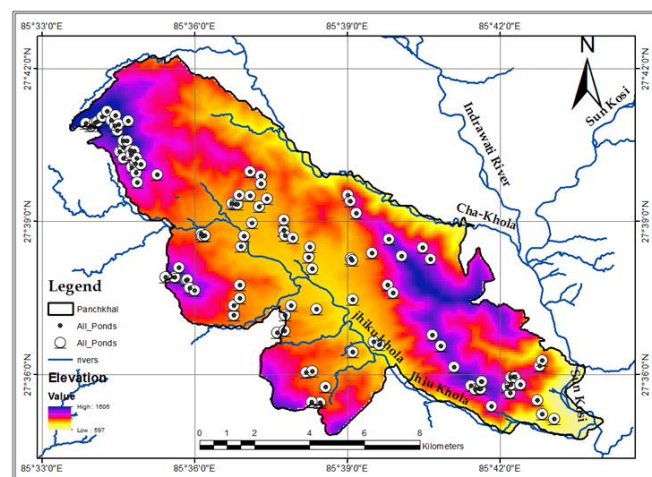 85°36'0"E 85°39'0"E 85°42'0"E
85°33'0"E
27°42'0"N
27°42'0"N
N
Indrawati River
Sun Kosi
Cha-Khola
27°39'0"N
27°39'0"N
Legend
Panchkhal
All_Ponds
All_Ponds
rivers
Elevation
Value
High : 1606
Low : 597
jhiku khola
Jhiu Khola
Sun Kosi
27°36'0"N
27°36'0"N
0 1 2 4 6 8
Kilometers
85°33'0"E 85°36'0"E 85°39'0"E 85°42'0"E